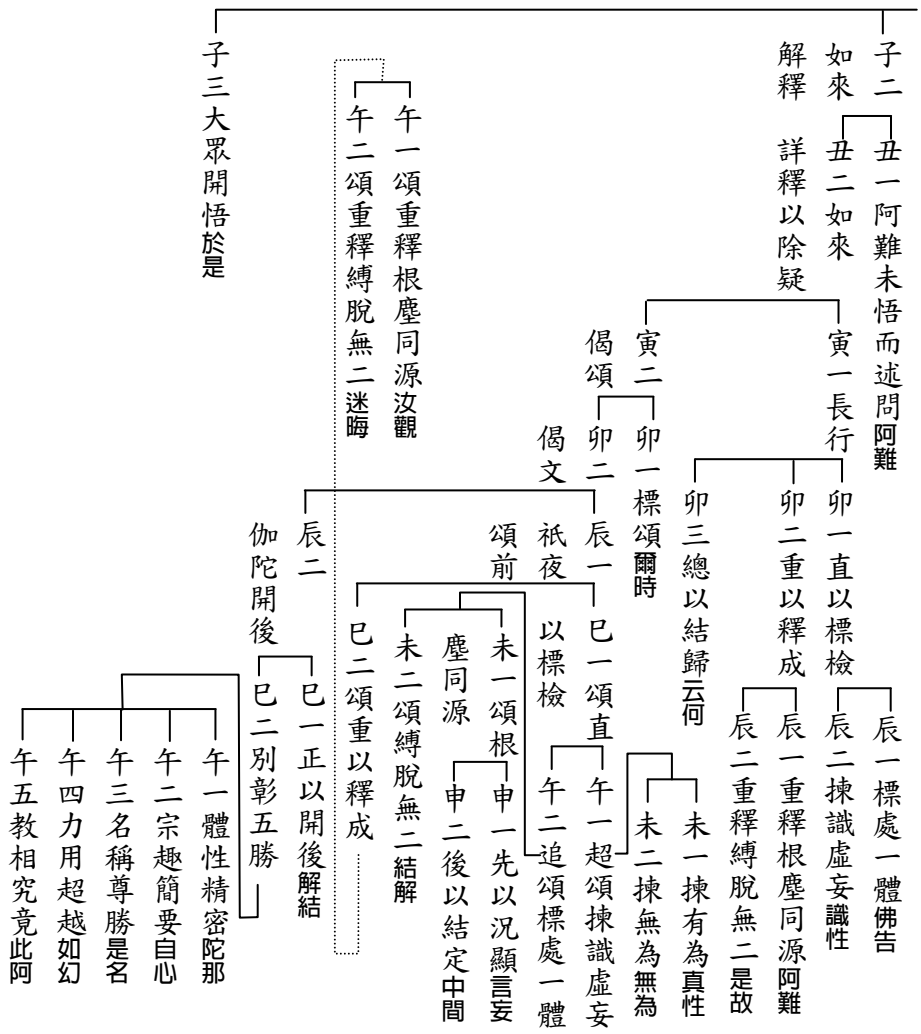 子二
如來
解釋
丑一阿難未悟而述問阿難
丑二如來
詳釋以除疑
寅一長行
卯一直以標檢
辰一標處一體佛告
辰二揀識虛妄識性
卯二重以釋成
辰一重釋根塵同源阿難
辰二重釋縛脫無二是故
卯三總以結歸云何
寅二
偈頌
卯一標頌爾時
卯二
偈文
辰一
祇夜
頌前
巳一頌直
以標檢
午一超頌揀識虛妄
未一揀有為真性
未二揀無為無為
午二追頌標處一體
未一頌根
塵同源
申一先以況顯言妄
申二後以結定中間
未二頌縛脫無二結解
巳二頌重以釋成
午一頌重釋根塵同源汝觀
午二頌重釋縛脫無二迷晦
辰二
伽陀開後
巳一正以開後解結
巳二別彰五勝
午一體性精密陀那
午二宗趣簡要自心
午三名稱尊勝是名
午四力用超越如幻
午五教相究竟此阿
子三大眾開悟於是